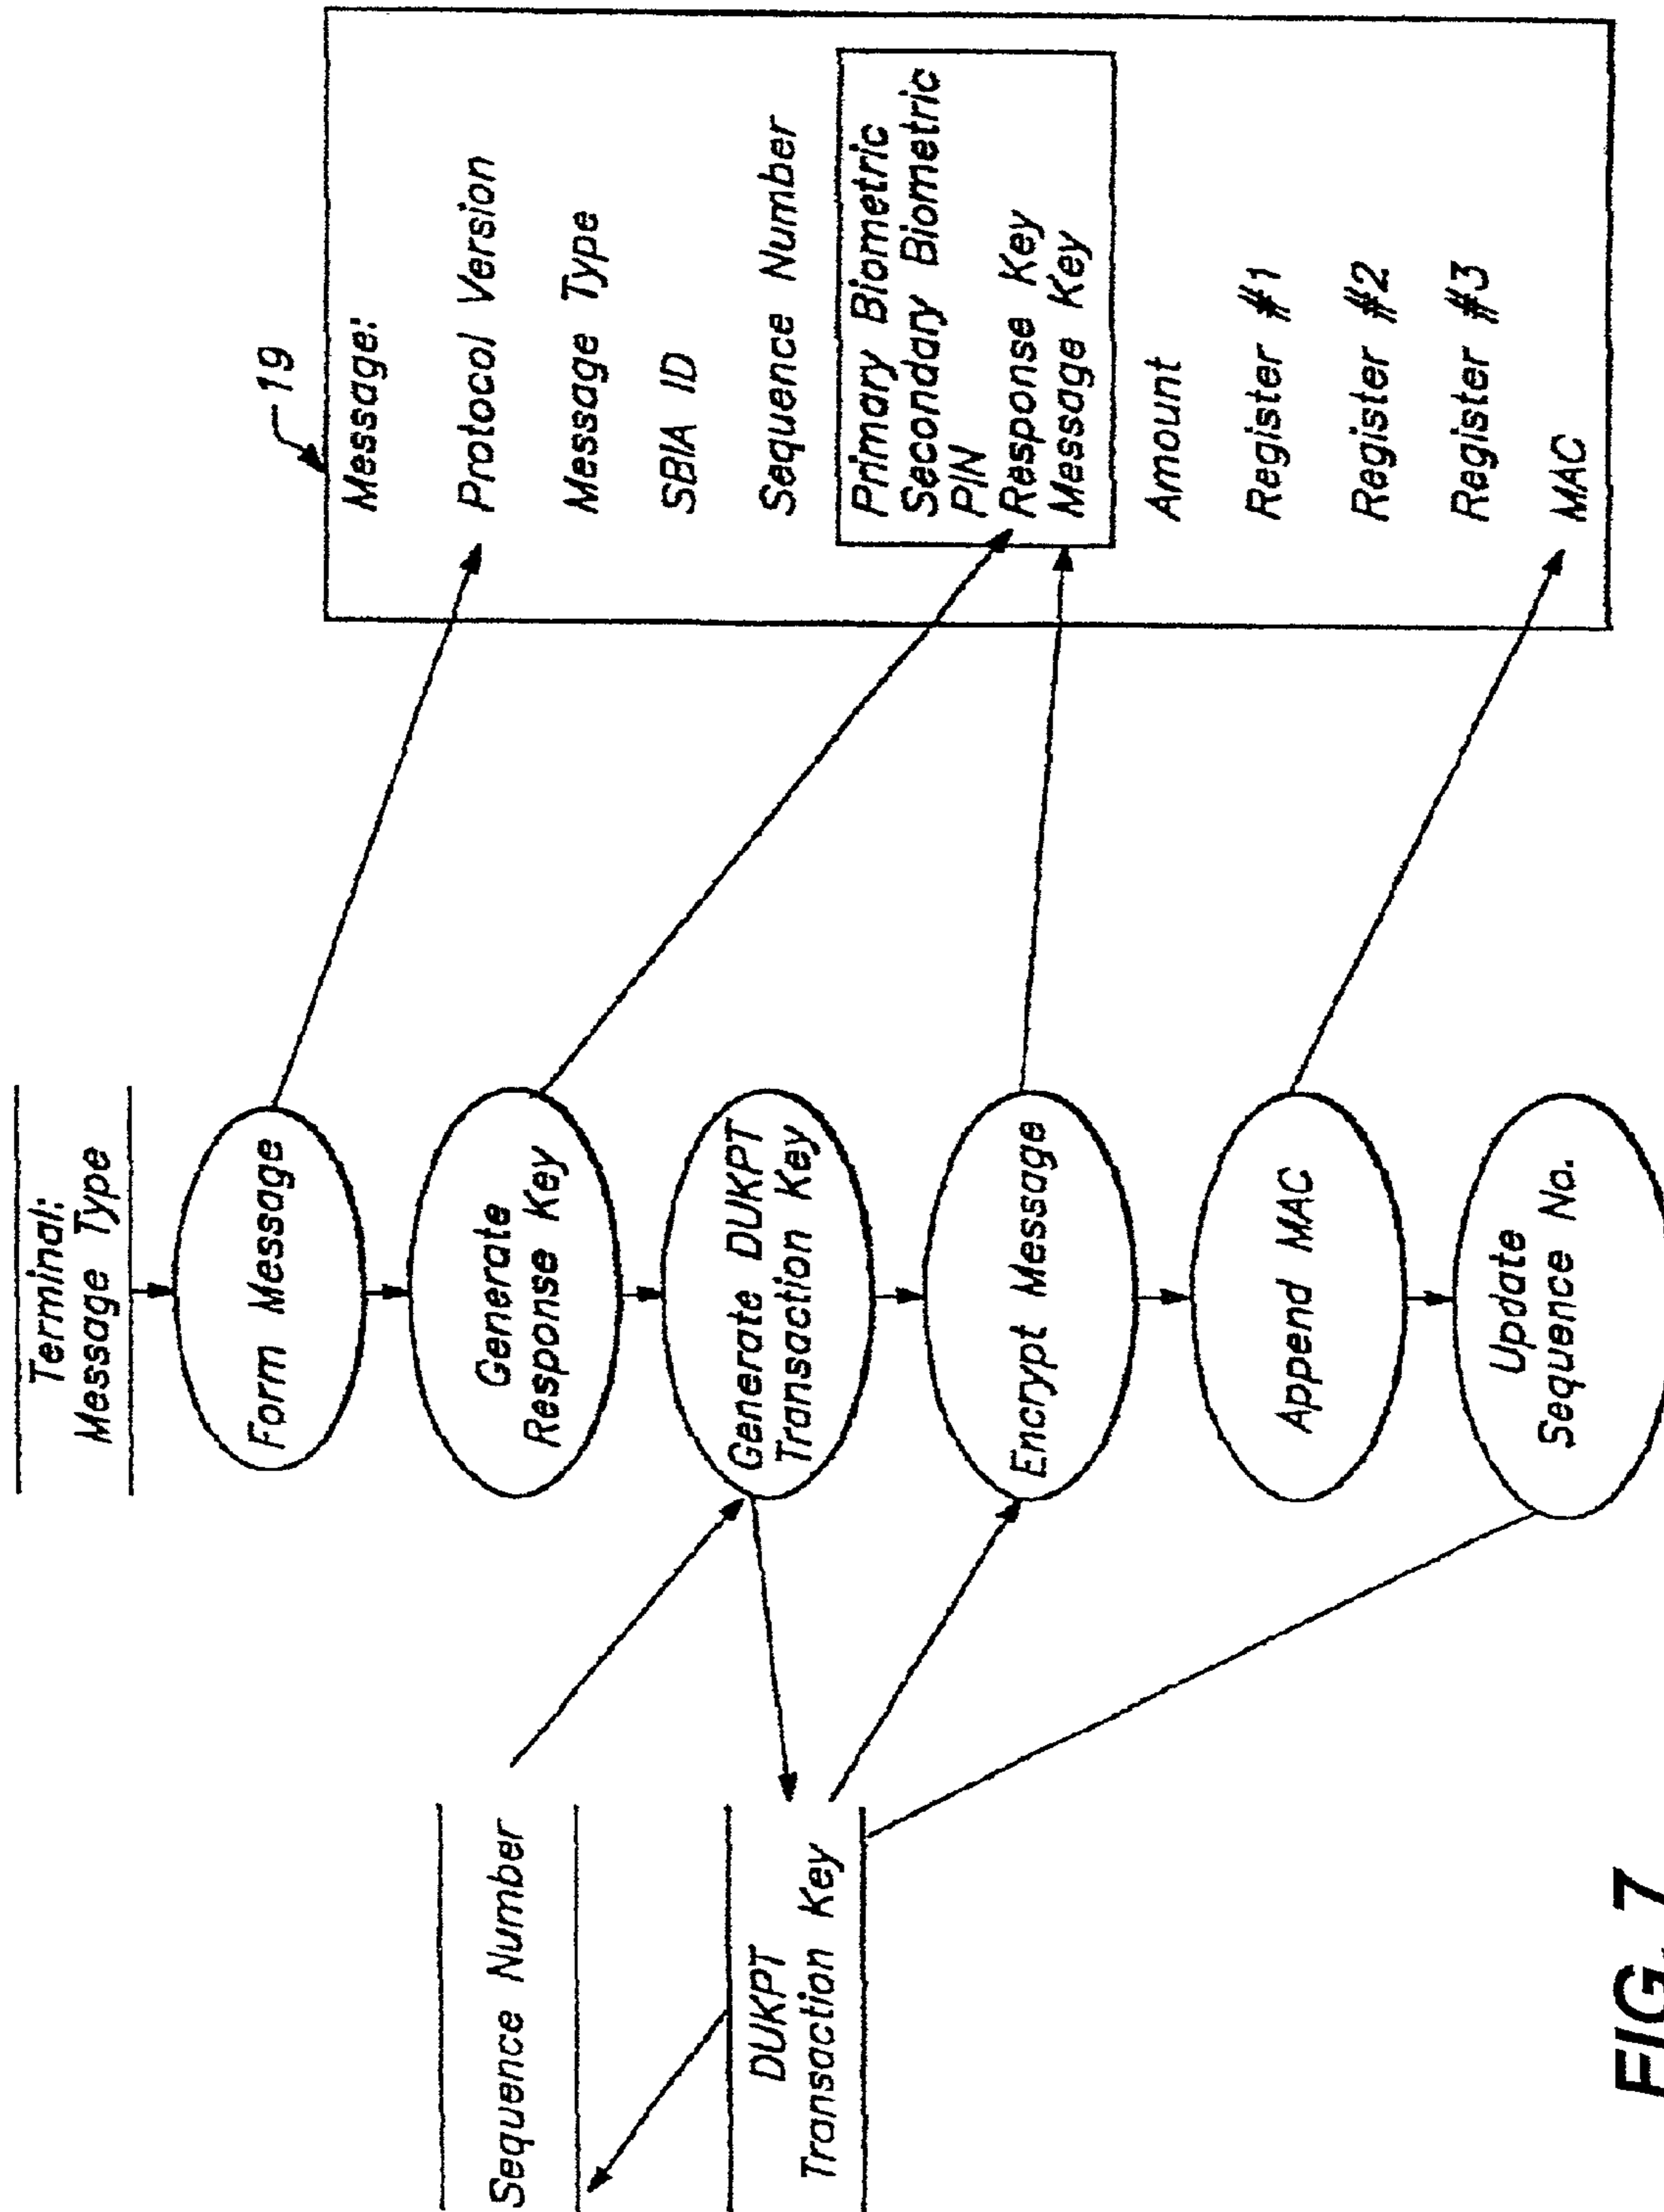 Terminal:
Message Type
Form Message
Generate
Response Key
Generate DUKPT
Transaction Key
Encrypt Message
Append MAC
Update
Sequence No.
Sequence Number
DUKPT
Transaction Key
19
Message:
Protocol Version
Message Type
SBIA ID
Sequence Number
Primary Biometric
Secondary Biometric
PIN
Response Key
Message Key
Amount
Register #1
Register #2
Register #3
MAC
FIG. 7